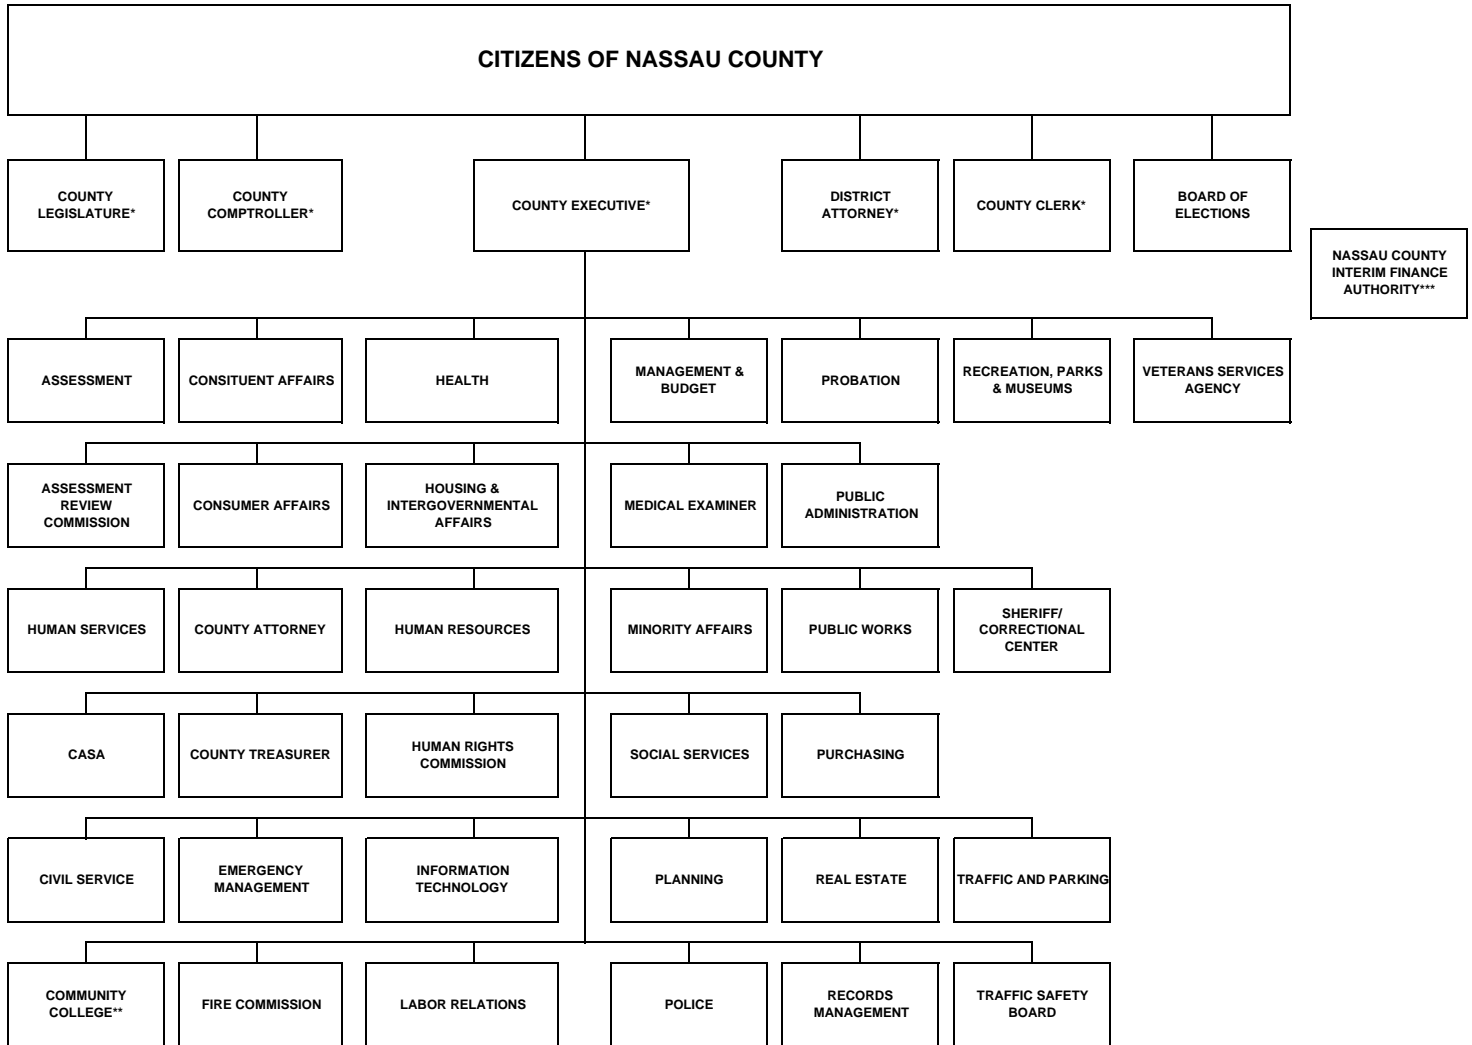 CITIZENS OF NASSAU COUNTY
COUNTY
LEGISLATURE*
COUNTY
COMPTROLLER*
COUNTY EXECUTIVE*
DISTRICT
ATTORNEY*
COUNTY CLERK*
BOARD OF
ELECTIONS
NASSAU COUNTY
INTERIM FINANCE
AUTHORITY***
ASSESSMENT
CONSITUENT AFFAIRS
HEALTH
MANAGEMENT &
BUDGET
PROBATION
RECREATION, PARKS
& MUSEUMS
VETERANS SERVICES
AGENCY
ASSESSMENT
REVIEW
COMMISSION
CONSUMER AFFAIRS
HOUSING &
INTERGOVERNMENTAL
AFFAIRS
MEDICAL EXAMINER
PUBLIC
ADMINISTRATION
HUMAN SERVICES
COUNTY ATTORNEY
HUMAN RESOURCES
MINORITY AFFAIRS
PUBLIC WORKS
SHERIFF/
CORRECTIONAL
CENTER
CASA
COUNTY TREASURER
HUMAN RIGHTS
COMMISSION
SOCIAL SERVICES
PURCHASING
CIVIL SERVICE
EMERGENCY
MANAGEMENT
INFORMATION
TECHNOLOGY
PLANNING
REAL ESTATE
TRAFFIC AND PARKING
COMMUNITY
COLLEGE**
FIRE COMMISSION
LABOR RELATIONS
POLICE
RECORDS
MANAGEMENT
TRAFFIC SAFETY
BOARD